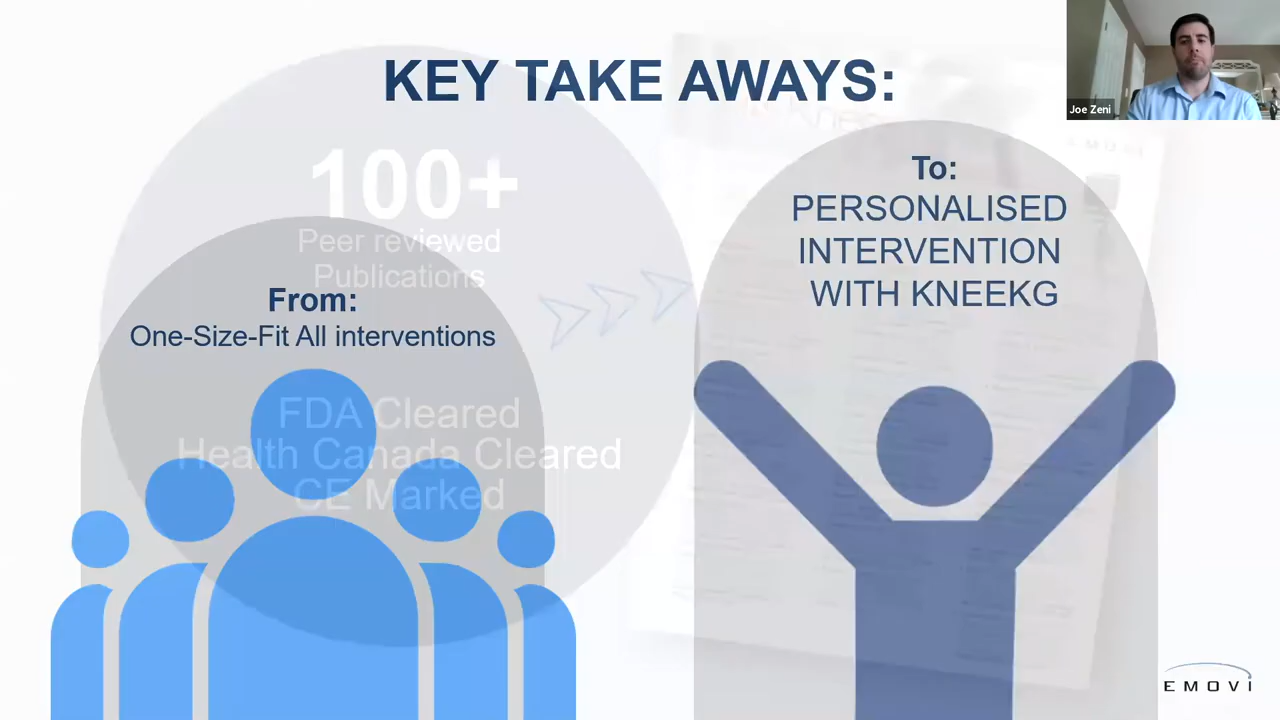 KEY TAKE AWAYS:
Joe Zeni
100+
Peer reviewed
Publications
From:
One-Size-Fit All interventions
FDA Cleared
Health Canada Cleared
CE Marked
To:
PERSONALISED
INTERVENTION
WITH KNEEKG
EMOVI